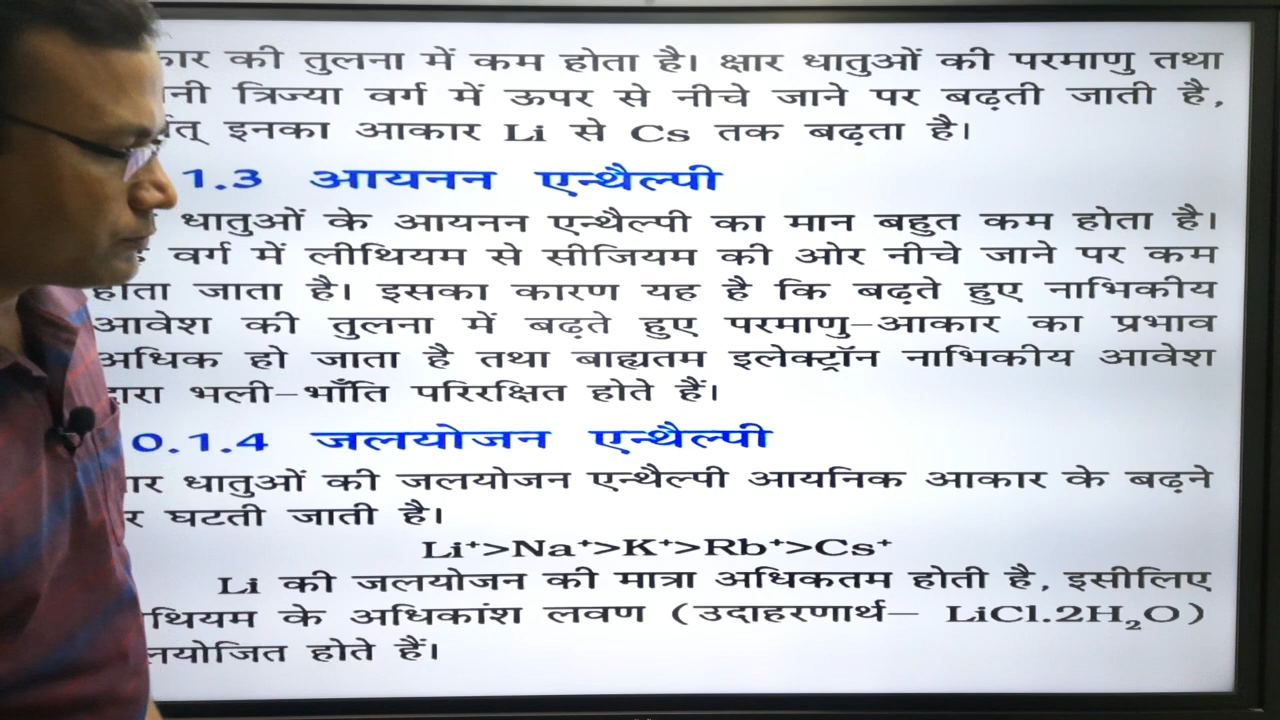 की तुलना में कम होता है। क्षार धातुओं की परमाणु तथा
त्रिज्या वर्ग में ऊपर से नीचे जाने पर बढ़ती जाती है,
इनका आकार Li से Cs तक बढ़ता है।
1.3 आयनन एन्थैल्पी
धातुओं के आयनन एन्थैल्पी का मान बहुत कम होता है।
वर्ग में लीथियम से सीजियम की ओर नीचे जाने पर कम
होता जाता है। इसका कारण यह है कि बढ़ते हुए नाभिकीय
आवेश की तुलना में बढ़ते हुए परमाणु-आकार का प्रभाव
अधिक हो जाता है तथा बाह्यतम इलेक्ट्रॉन नाभिकीय आवेश
द्वारा भली-भाँति परिरक्षित होते हैं।
0.1.4 जलयोजन एन्थैल्पी
धातुओं की जलयोजन एन्थैल्पी आयनिक आकार के बढ़ने
घटती जाती है।
Li⁺>Na⁺>K⁺>Rb⁺>Cs⁺
Li की जलयोजन की मात्रा अधिकतम होती है, इसीलिए
के अधिकांश लवण (उदाहरणार्थ- LiCl.2H₂O)
होते हैं।